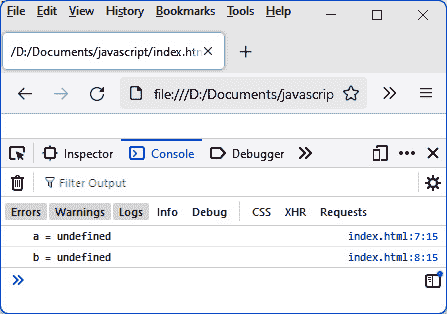 File Edit View History Bookmarks Tools Help
/D:/Documents/javascript/index.ht
file:///D:/Documents/javascrip
Inspector Console Debugger
Filter Output
Errors Warnings Logs Info Debug CSS XHR Requests
a = undefined index.html:7:15
b = undefined index.html:8:15